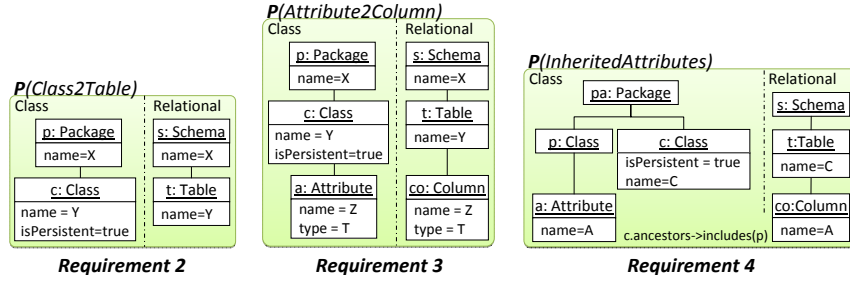 P(Class2Table)
Class
Relational
p: Package
name=X
s: Schema
name=X
c: Class
name = Y
isPersistent=true
t: Table
name=Y
Requirement 2
P(Attribute2Column)
Class
Relational
p: Package
name=X
s: Schema
name=X
c: Class
name = Y
isPersistent=true
t: Table
name=Y
a: Attribute
name = Z
type = T
co: Column
name = Z
type = T
Requirement 3
P(InheritedAttributes)
Class
Relational
pa: Package
s: Schema
p: Class
c: Class
isPersistent = true
name=C
t:Table
name=C
a: Attribute
name=A
co:Column
name=A
c.ancestors->includes(p)
Requirement 4